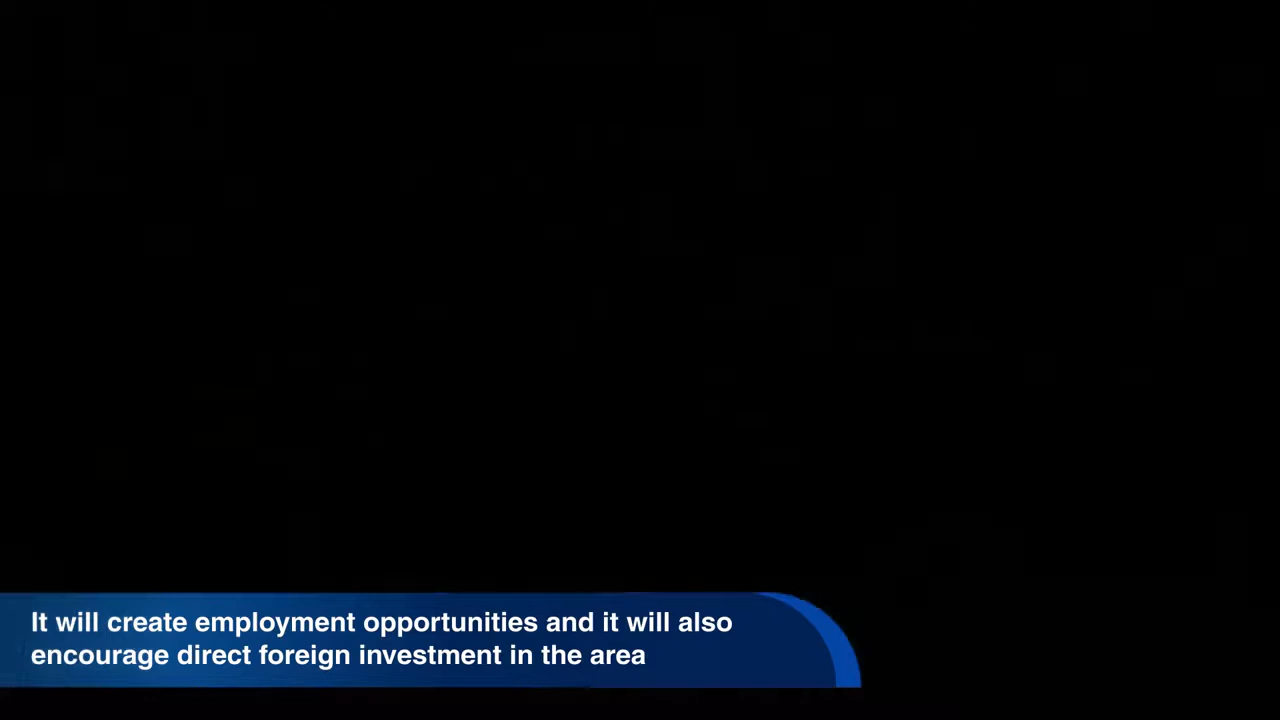 It will create employment opportunities and it will also
encourage direct foreign investment in the area